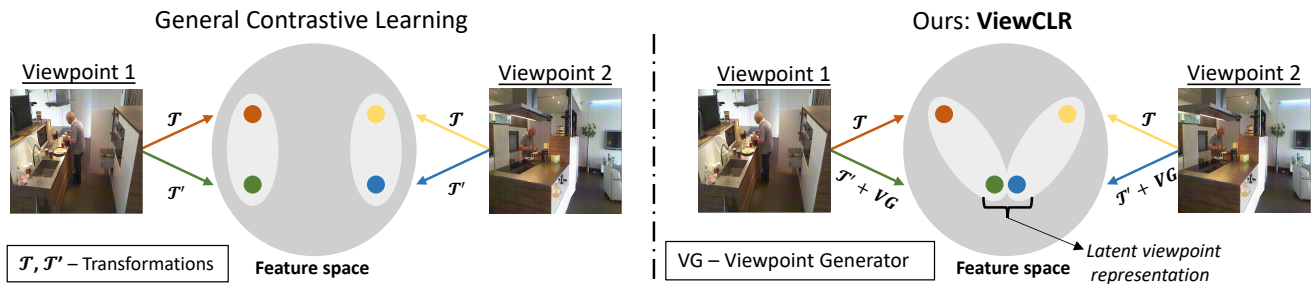 General Contrastive Learning
Viewpoint 1
Viewpoint 2
𝒯
𝒯
𝒯'
𝒯'
𝒯, 𝒯' – Transformations
Feature space
Ours: ViewCLR
Viewpoint 1
Viewpoint 2
𝒯
𝒯
𝒯' + VG
𝒯' + VG
VG – Viewpoint Generator
Feature space
Latent viewpoint
representation